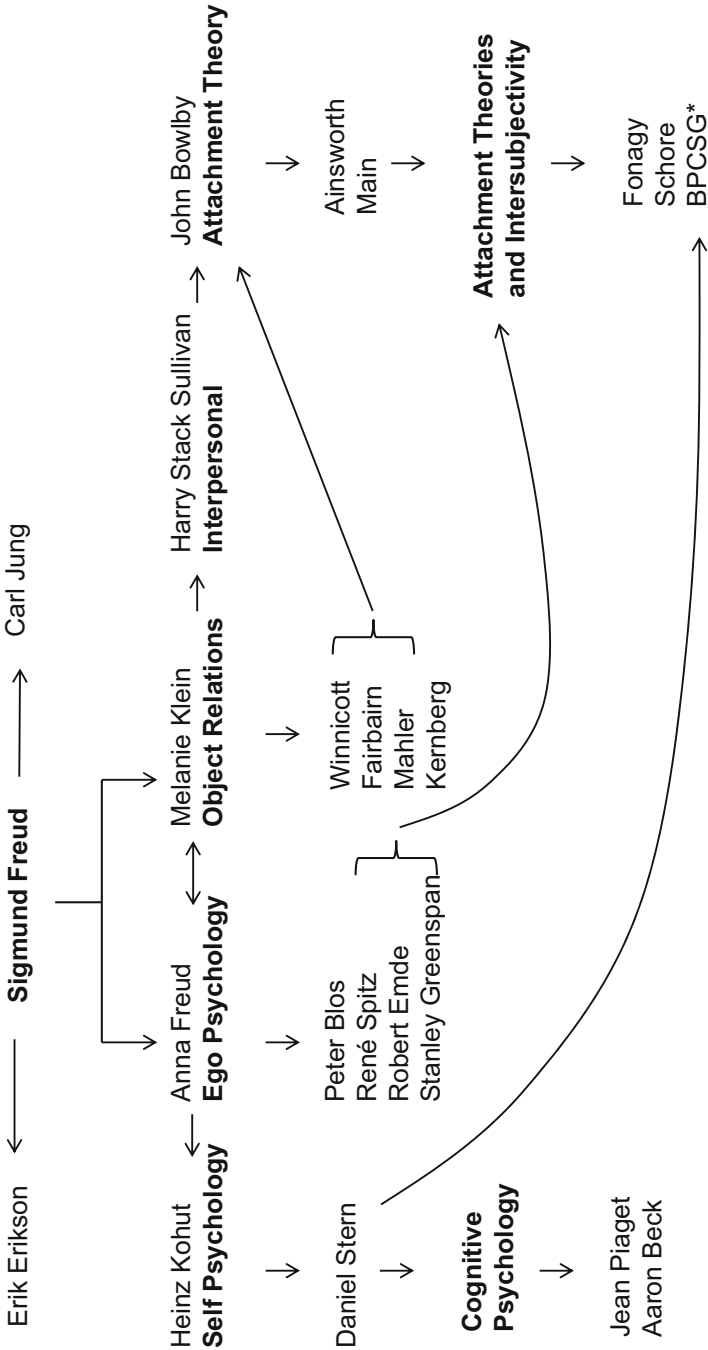 Erik Erikson
Sigmund Freud
Carl Jung
Heinz Kohut
Self Psychology
Anna Freud
Ego Psychology
Melanie Klein
Object Relations
Harry Stack Sullivan
Interpersonal
John Bowlby
Attachment Theory
Daniel Stern
Peter Blos
René Spitz
Robert Emde
Stanley Greenspan
Winnicott
Fairbairn
Mahler
Kernberg
Ainsworth
Main
Cognitive
Psychology
Attachment Theories
and Intersubjectivity
Jean Piaget
Aaron Beck
Fonagy
Schore
BPCSG*